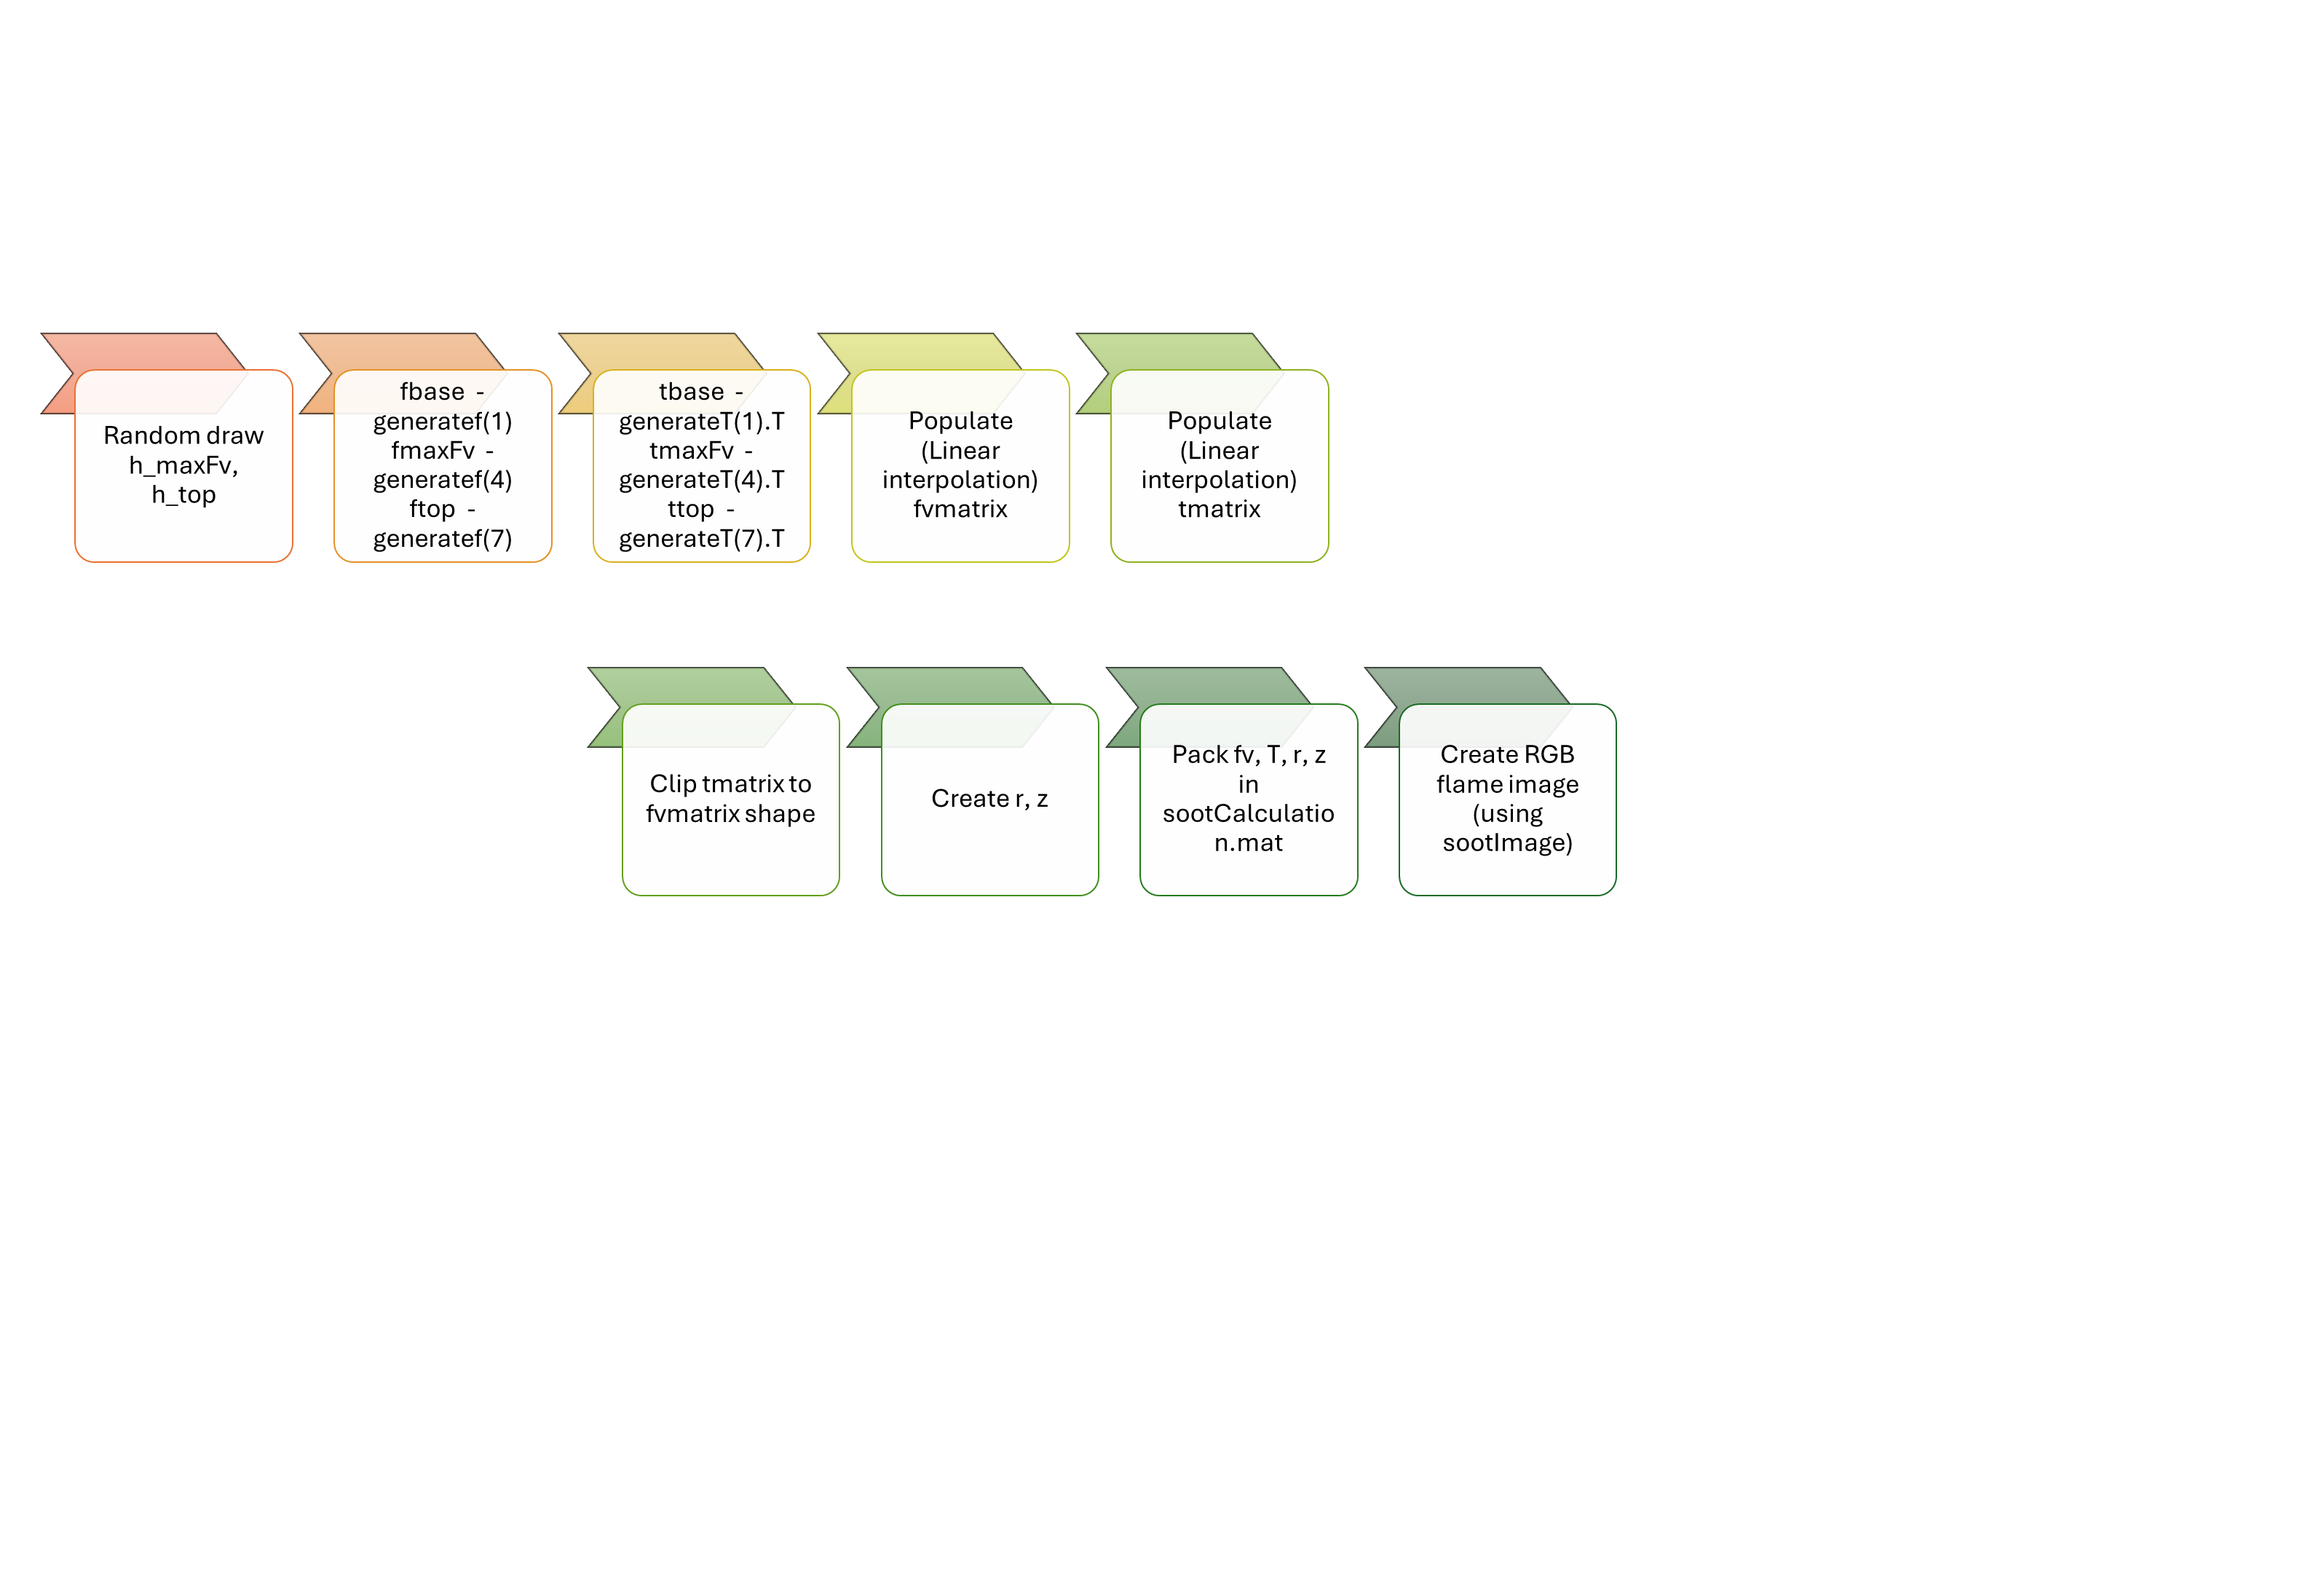 Random draw
h_maxFv,
h_top
fbase -
generatef(1)
fmaxFv -
generatef(4)
ftop -
generatef(7)
tbase -
generateT(1).T
tmaxFv -
generateT(4).T
ttop -
generateT(7).T
Populate
(Linear
interpolation)
fvmatrix
Populate
(Linear
interpolation)
tmatrix
Clip tmatrix to
fvmatrix shape
Create r, z
Pack fv, T, r, z
in
sootCalculatio
n.mat
Create RGB
flame image
(using
sootImage)